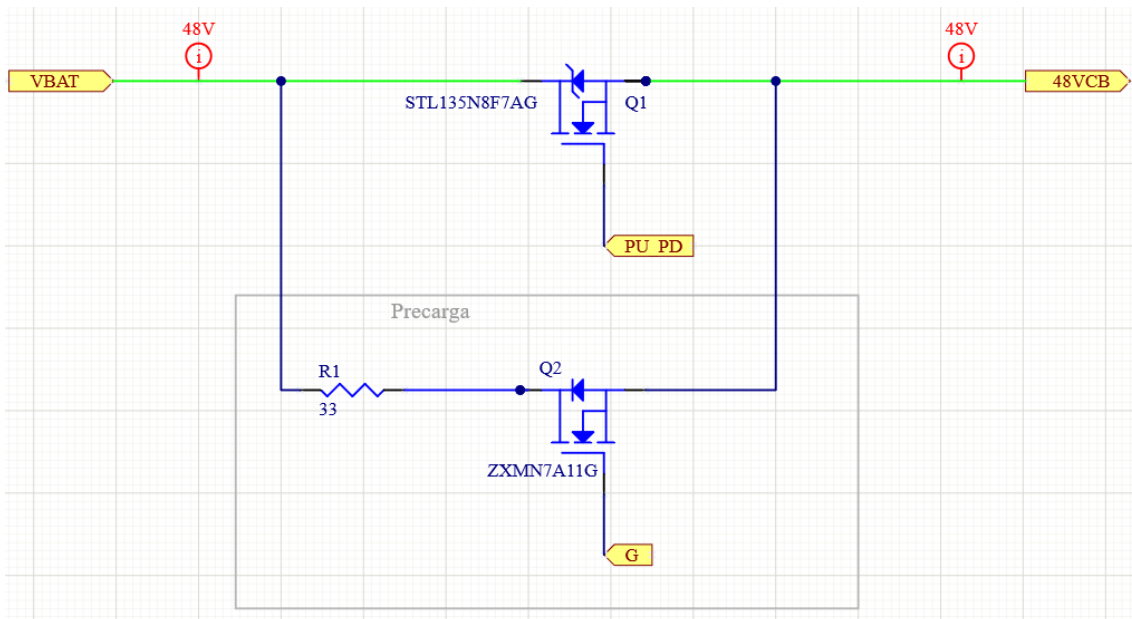 48V
48V
i
i
VBAT
48VCB
STL135N8F7AG
Q1
PU_PD
Precarga
R1
Q2
33
ZXMN7A11G
G